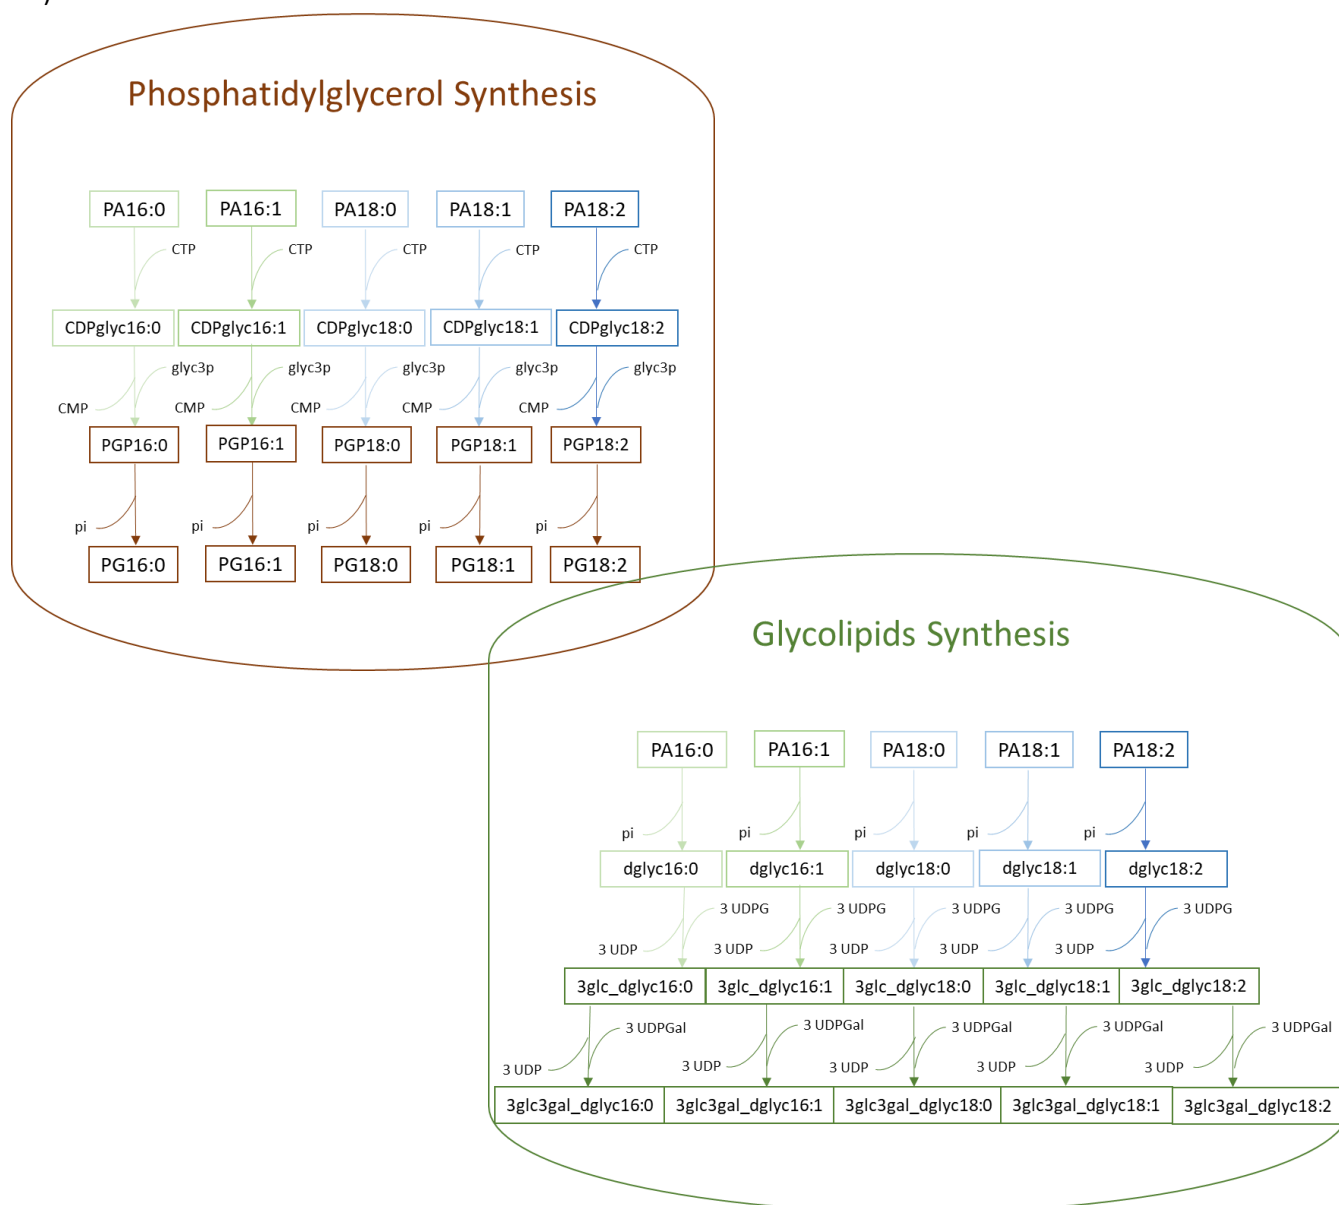 Phosphatidylglycerol Synthesis
PA16:0 PA16:1 PA18:0 PA18:1 PA18:2
CTP CTP CTP CTP CTP
CDPglyc16:0 CDPglyc16:1 CDPglyc18:0 CDPglyc18:1 CDPglyc18:2
glyc3p glyc3p glyc3p glyc3p glyc3p
CMP CMP CMP CMP CMP
PGP16:0 PGP16:1 PGP18:0 PGP18:1 PGP18:2
pi pi pi pi pi
PG16:0 PG16:1 PG18:0 PG18:1 PG18:2
Glycolipids Synthesis
PA16:0 PA16:1 PA18:0 PA18:1 PA18:2
pi pi pi pi pi
dglyc16:0 dglyc16:1 dglyc18:0 dglyc18:1 dglyc18:2
3 UDPG 3 UDPG 3 UDPG 3 UDPG 3 UDPG
3 UDP 3 UDP 3 UDP 3 UDP 3 UDP
3glc_dglyc16:0 3glc_dglyc16:1 3glc_dglyc18:0 3glc_dglyc18:1 3glc_dglyc18:2
3 UDPGal 3 UDPGal 3 UDPGal 3 UDPGal 3 UDPGal
3 UDP 3 UDP 3 UDP 3 UDP 3 UDP
3glc3gal_dglyc16:0 3glc3gal_dglyc16:1 3glc3gal_dglyc18:0 3glc3gal_dglyc18:1 3glc3gal_dglyc18:2